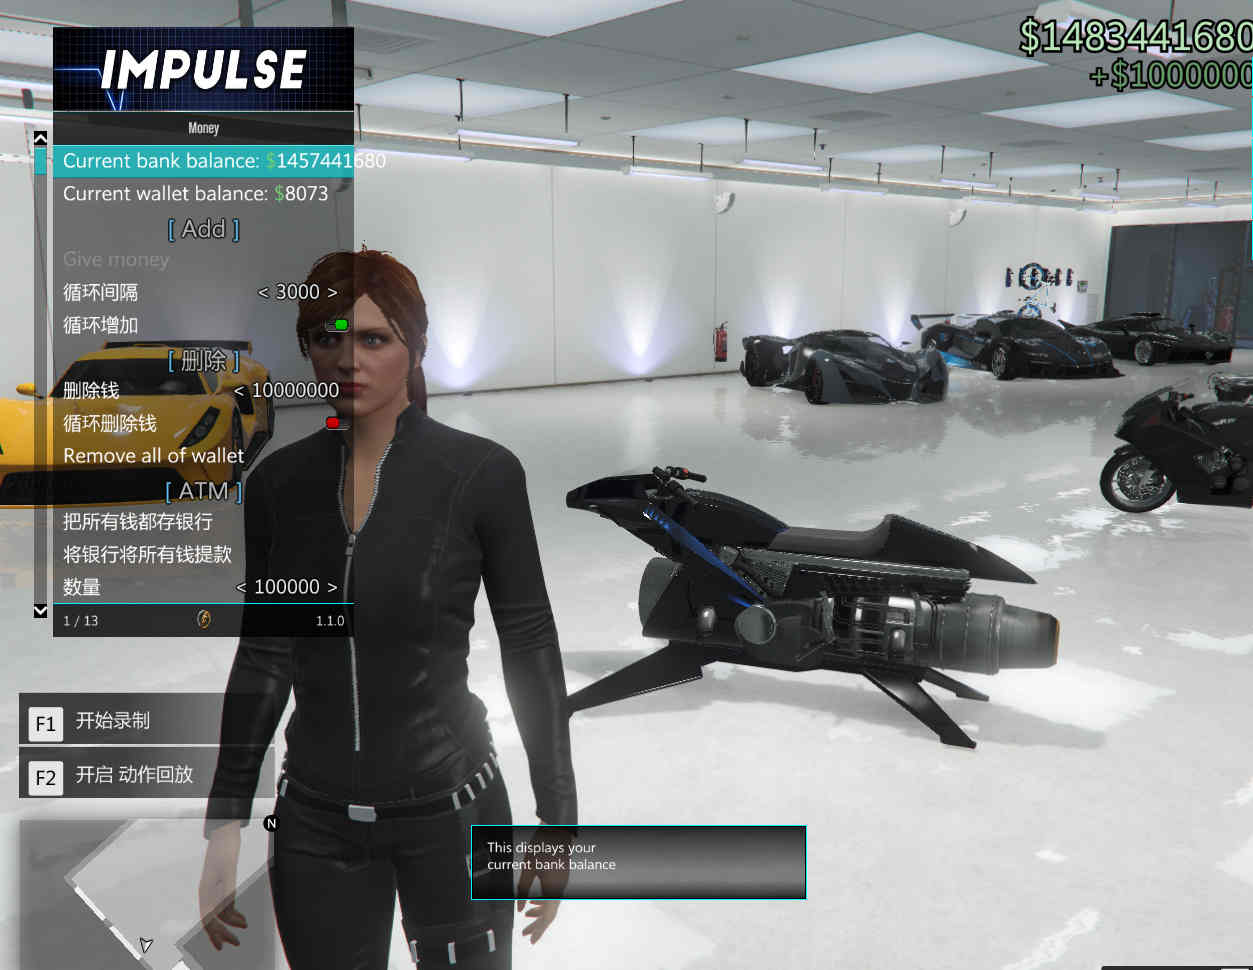 IMPULSE
$1483441680
+$1000000
Money
Current bank balance: $1457441680
Current wallet balance: $8073
[ Add ]
Give money
循环间隔 < 3000 >
循环增加
[ 删除 ]
删除钱 < 10000000
循环删除钱
Remove all of wallet
[ ATM ]
把所有钱都存银行
将银行将所有钱提款
数量 < 100000 >
1 / 13 1.1.0
F1 开始录制
F2 开启 动作回放
N
This displays your
current bank balance